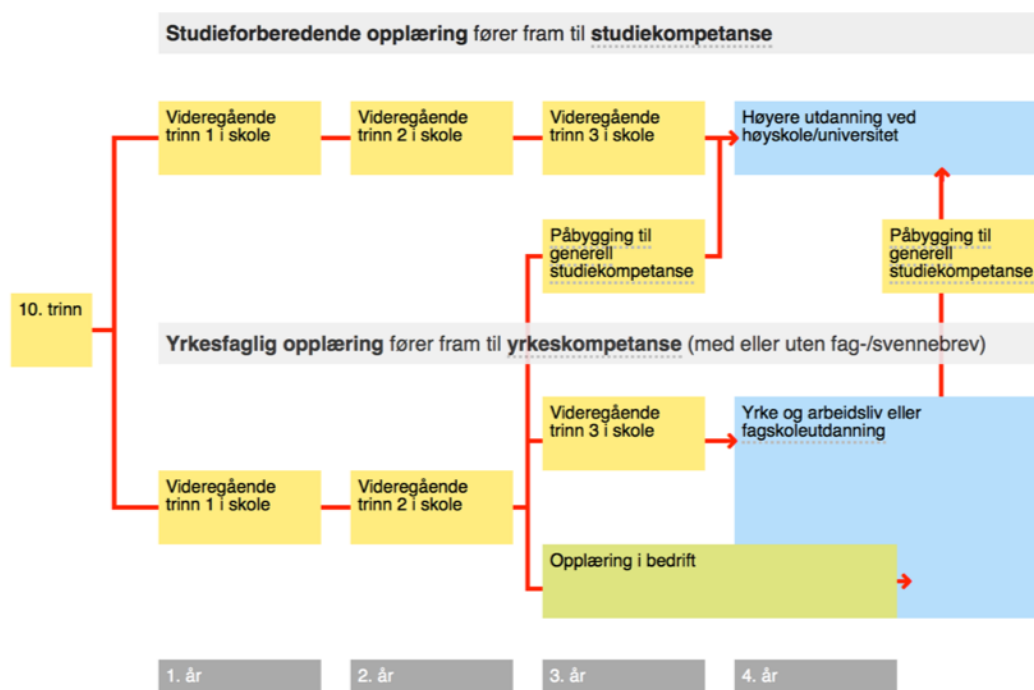 Studieforberedende opplæring fører fram til studiekompetanse
Videregående
trinn 1 i skole
Videregående
trinn 2 i skole
Videregående
trinn 3 i skole
Høyere utdanning ved
høyskole/universitet
Påbygging til
generell
studiekompetanse
Påbygging til
generell
studiekompetanse
10. trinn
Yrkesfaglig opplæring fører fram til yrkeskompetanse (med eller uten fag-/svennebrev)
Videregående
trinn 3 i skole
Yrke og arbeidsliv eller
fagskoleutdanning
Videregående
trinn 1 i skole
Videregående
trinn 2 i skole
Opplæring i bedrift
1. år
2. år
3. år
4. år